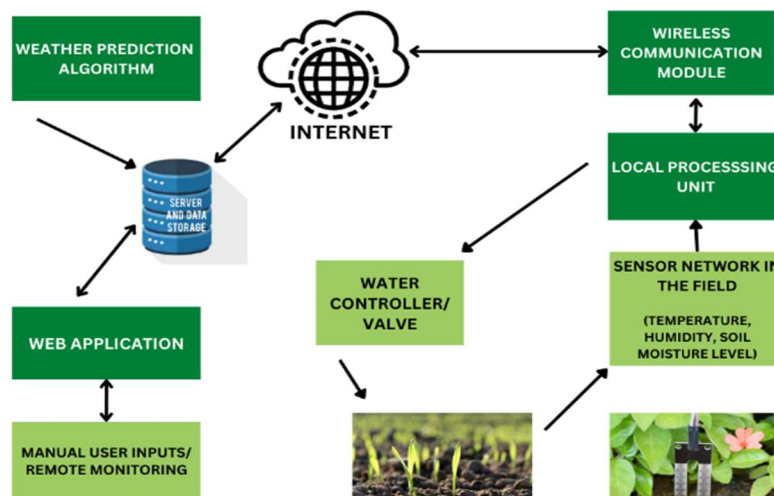 WEATHER PREDICTION
ALGORITHM
INTERNET
WIRELESS
COMMUNICATION
MODULE
SERVER
AND DATA
STORAGE
LOCAL PROCESSSING
UNIT
WATER
CONTROLLER/
VALVE
SENSOR NETWORK IN
THE FIELD
(TEMPERATURE,
HUMIDITY, SOIL
MOISTURE LEVEL)
WEB APPLICATION
MANUAL USER INPUTS/
REMOTE MONITORING